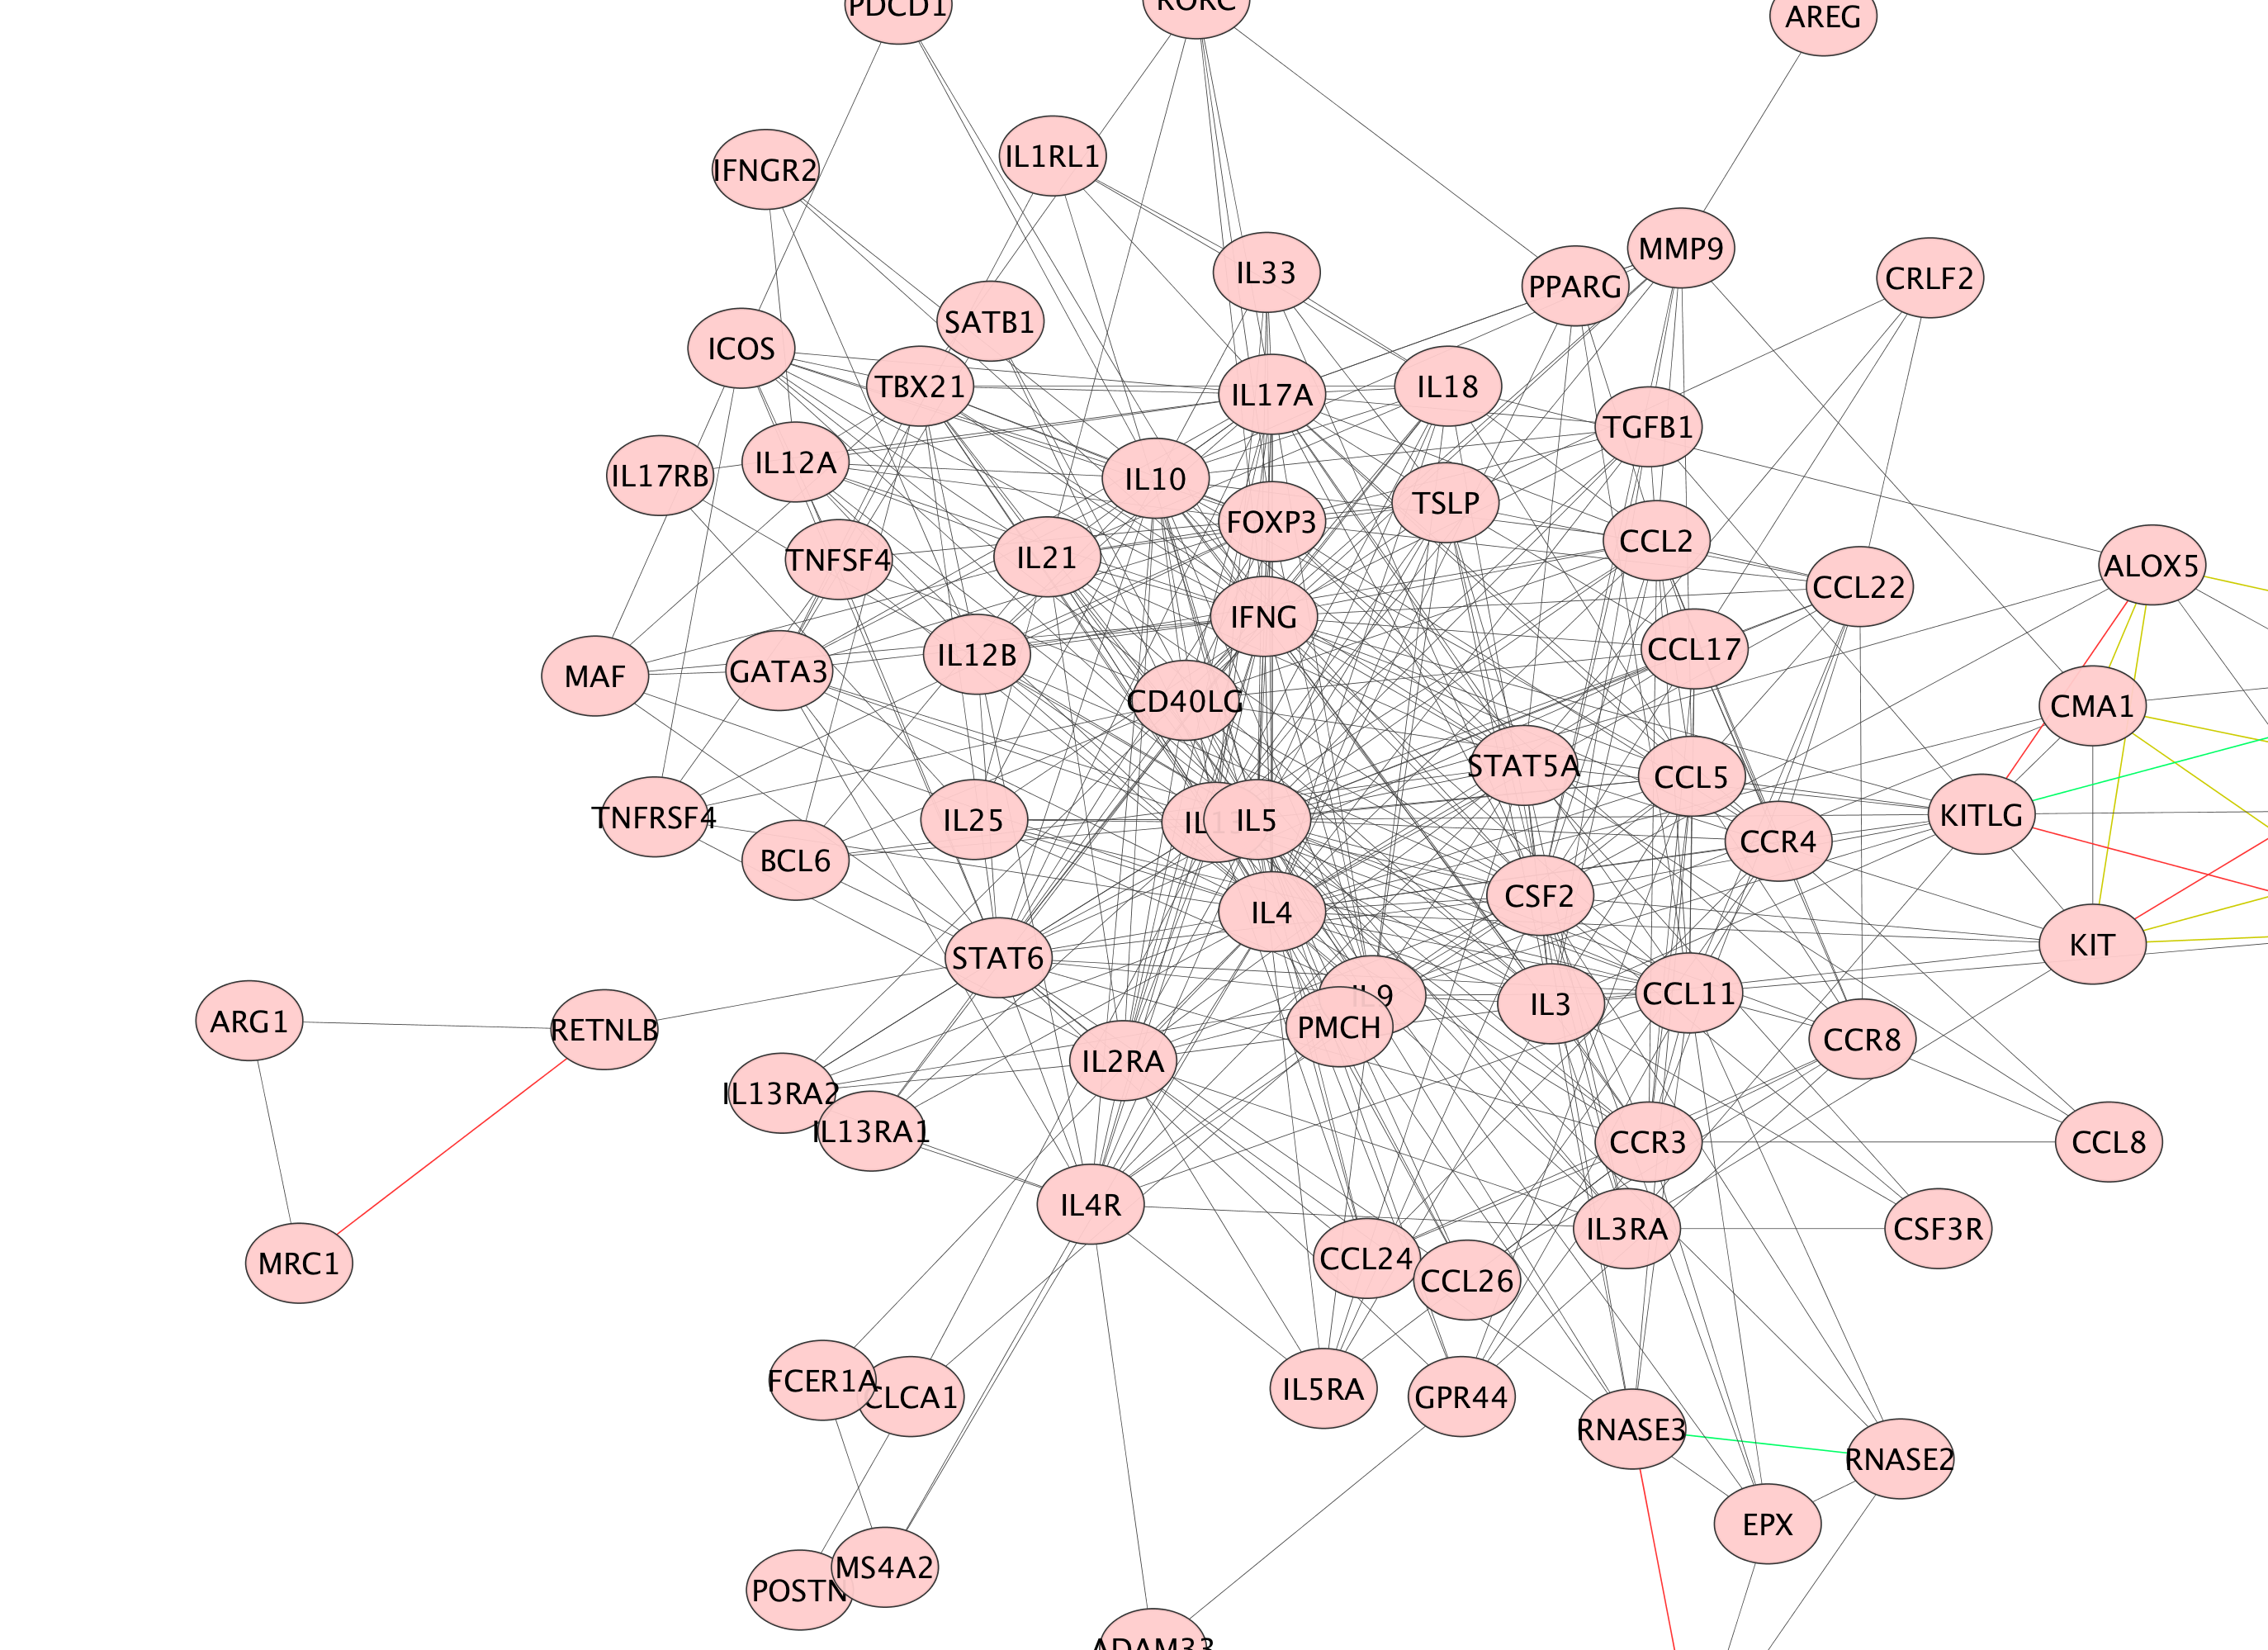 PDCD1
RORC
AREG
IL1RL1
IFNGR2
MMP9
IL33
CRLF2
PPARG
SATB1
ICOS
TBX21
IL18
IL17A
TGFB1
IL12A
IL17RB
IL10
TSLP
FOXP3
CCL2
IL21
TNFSF4
ALOX5
CCL22
IFNG
CCL17
IL12B
GATA3
MAF
CD40LG
CMA1
STAT5A
CCL5
KITLG
TNFRSF4
IL25
IL5
CCR4
BCL6
CSF2
IL4
KIT
STAT6
CCL11
IL9
IL3
ARG1
RETNLB
PMCH
CCR8
IL2RA
IL13RA2
IL13RA1
CCR3
CCL8
IL4R
IL3RA
CSF3R
MRC1
CCL24
CCL26
FCER1A
CLCA1
IL5RA
GPR44
RNASE3
RNASE2
EPX
MS4A2
POSTN
ADAM33